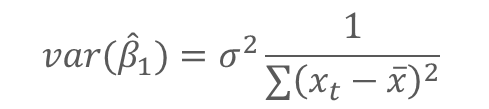 var(β̂₁) = σ² 1 / ∑(xₜ − x̄)²